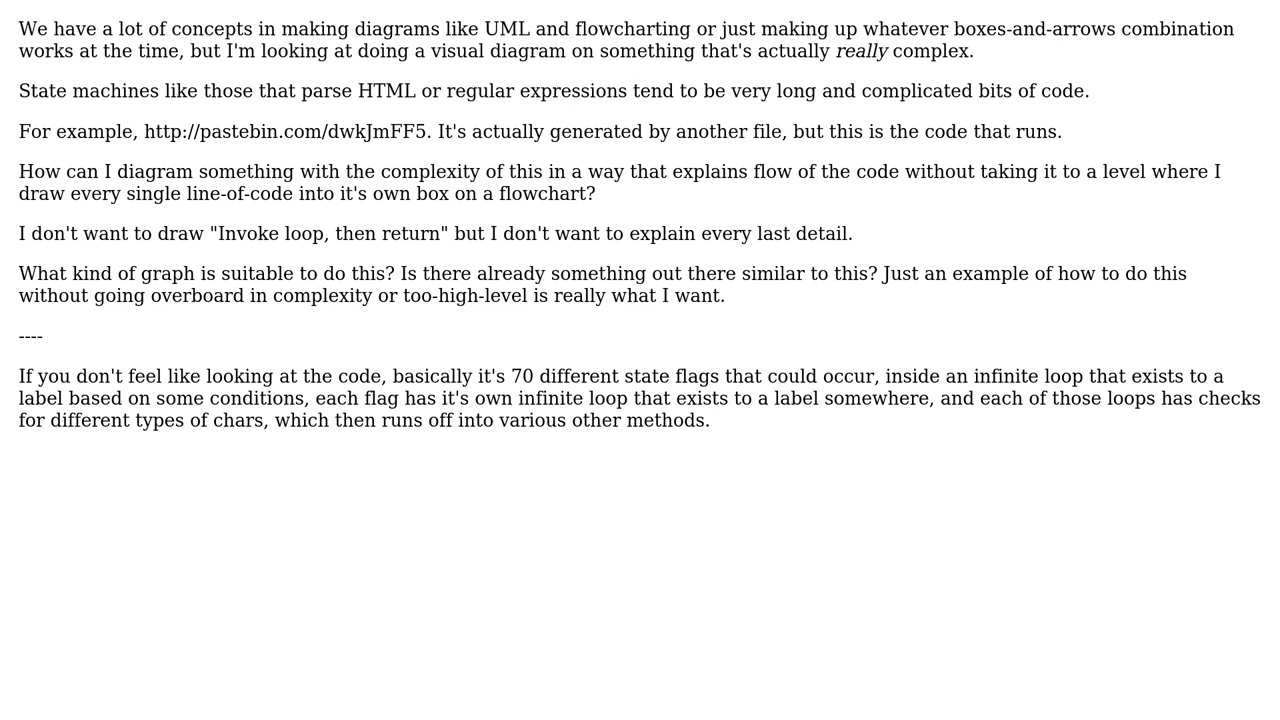 We have a lot of concepts in making diagrams like UML and flowcharting or just making up whatever boxes-and-arrows combination
works at the time, but I'm looking at doing a visual diagram on something that's actually really complex.
State machines like those that parse HTML or regular expressions tend to be very long and complicated bits of code.
For example, http://pastebin.com/dwkJmFF5. It's actually generated by another file, but this is the code that runs.
How can I diagram something with the complexity of this in a way that explains flow of the code without taking it to a level where I
draw every single line-of-code into it's own box on a flowchart?
I don't want to draw "Invoke loop, then return" but I don't want to explain every last detail.
What kind of graph is suitable to do this? Is there already something out there similar to this? Just an example of how to do this
without going overboard in complexity or too-high-level is really what I want.
----
If you don't feel like looking at the code, basically it's 70 different state flags that could occur, inside an infinite loop that exists to a
label based on some conditions, each flag has it's own infinite loop that exists to a label somewhere, and each of those loops has checks
for different types of chars, which then runs off into various other methods.